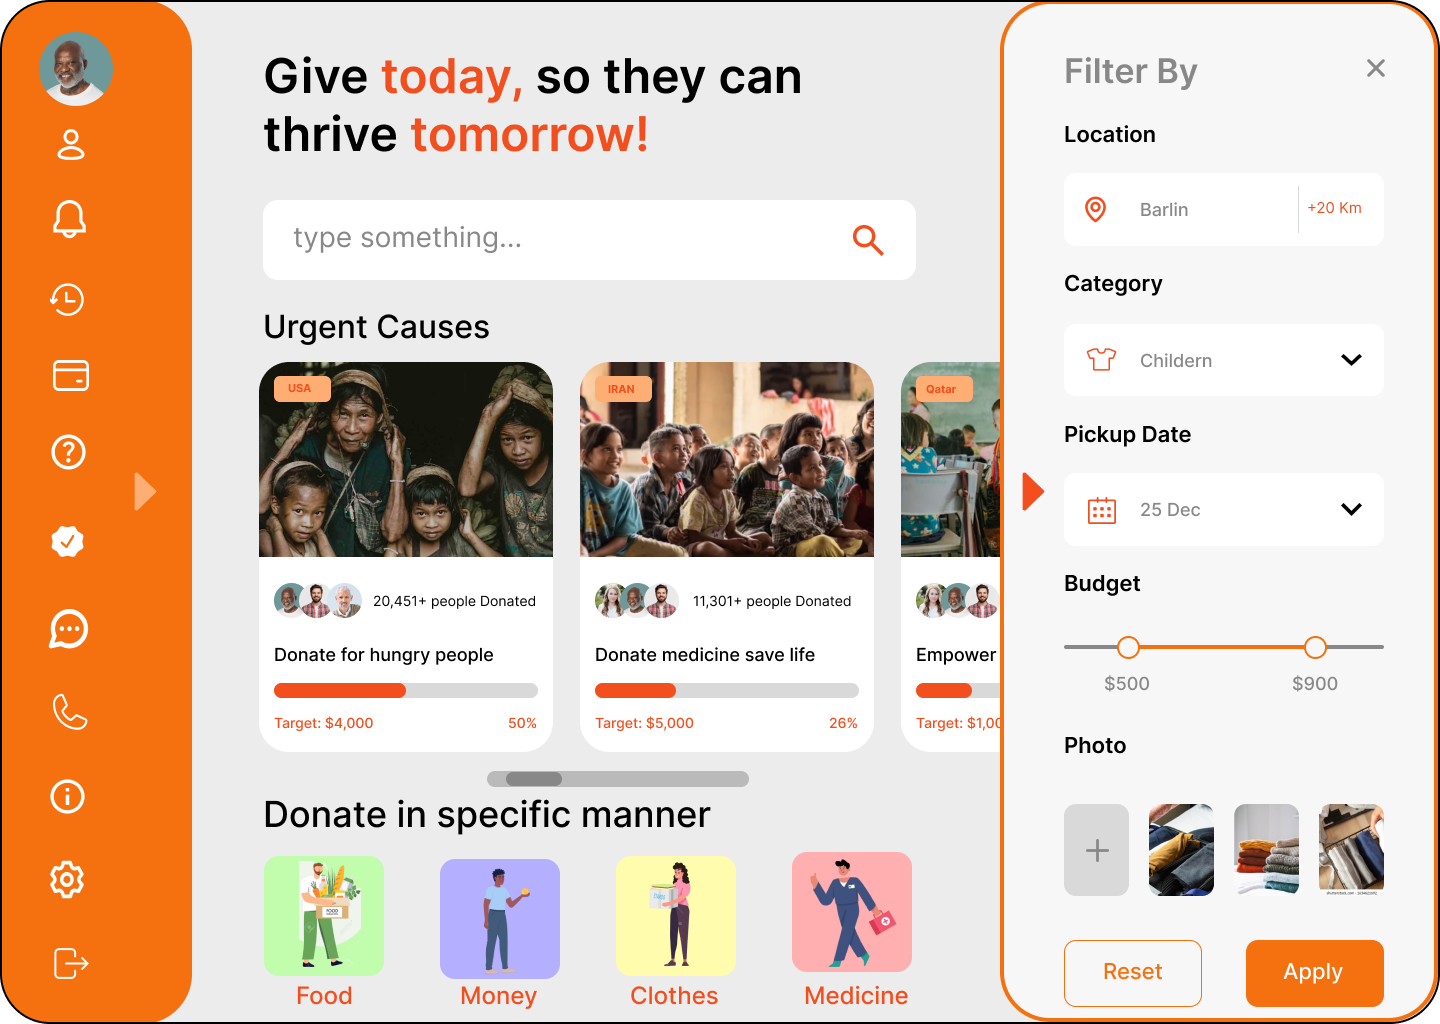 Give today, so they can
thrive tomorrow!
type something...
Urgent Causes
USA
20,451+ people Donated
Donate for hungry people
Target: $4,000 50%
IRAN
11,301+ people Donated
Donate medicine save life
Target: $5,000 26%
Qatar
Empower
Target: $1,00
Donate in specific manner
FOOD
Food
Money
Clothes
Medicine
Filter By
Location
Barlin +20 Km
Category
Childern
Pickup Date
25 Dec
Budget
$500 $900
Photo
Reset Apply